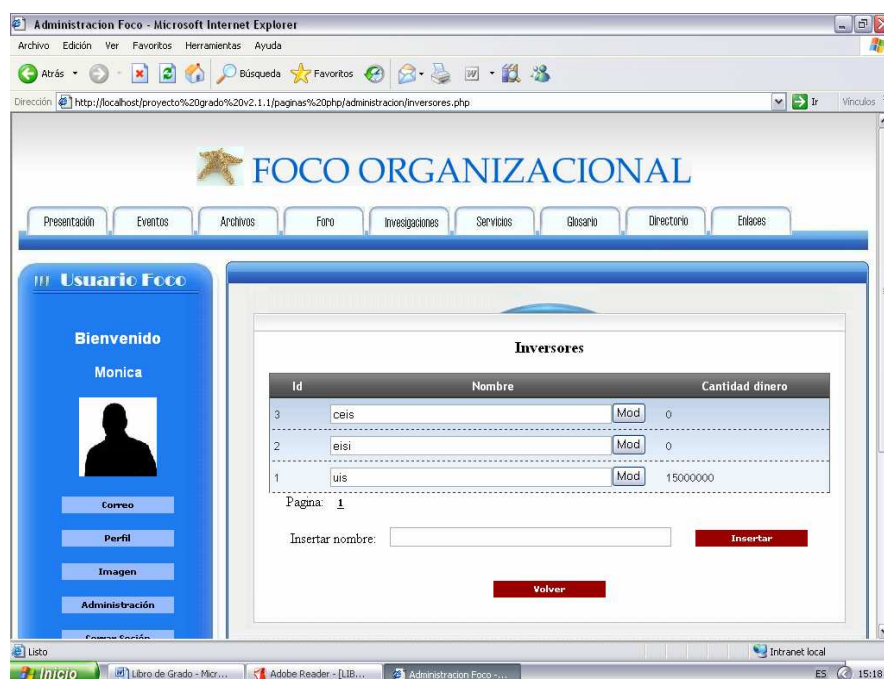 Administracion Foco - Microsoft Internet Explorer
Archivo Edición Ver Favoritos Herramientas Ayuda
Atrás Búsqueda Favoritos
Dirección http://localhost/proyecto%20grado%20v2.1.1/paginas%20php/administracion/inversores.php Ir Vínculos
FOCO ORGANIZACIONAL
Presentación Eventos Archivos Foro Invesigaciones Servicios Glosario Directorio Enlaces
Usuario Foco
Bienvenido
Monica
Correo
Perfil
Imagen
Administración
Cerrar Seción
Inversores
Id Nombre Cantidad dinero
3 ceis Mod 0
2 eisi Mod 0
1 uis Mod 15000000
Pagina: 1
Insertar nombre: Insertar
Volver
Listo Intranet local
Inicio Libro de Grado - Micr... Adobe Reader - [LIB... Administracion Foco -... ES 15:18